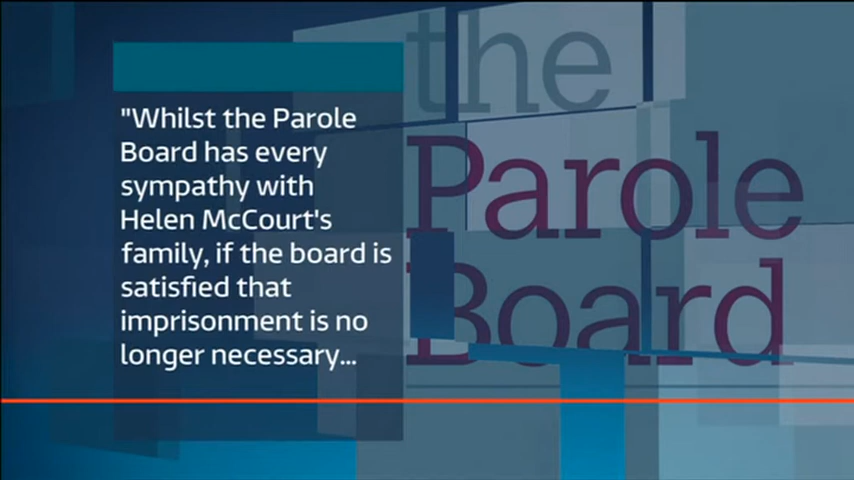 "Whilst the Parole
Board has every
sympathy with
Helen McCourt's
family, if the board is
satisfied that
imprisonment is no
longer necessary...
the
Parole
Board